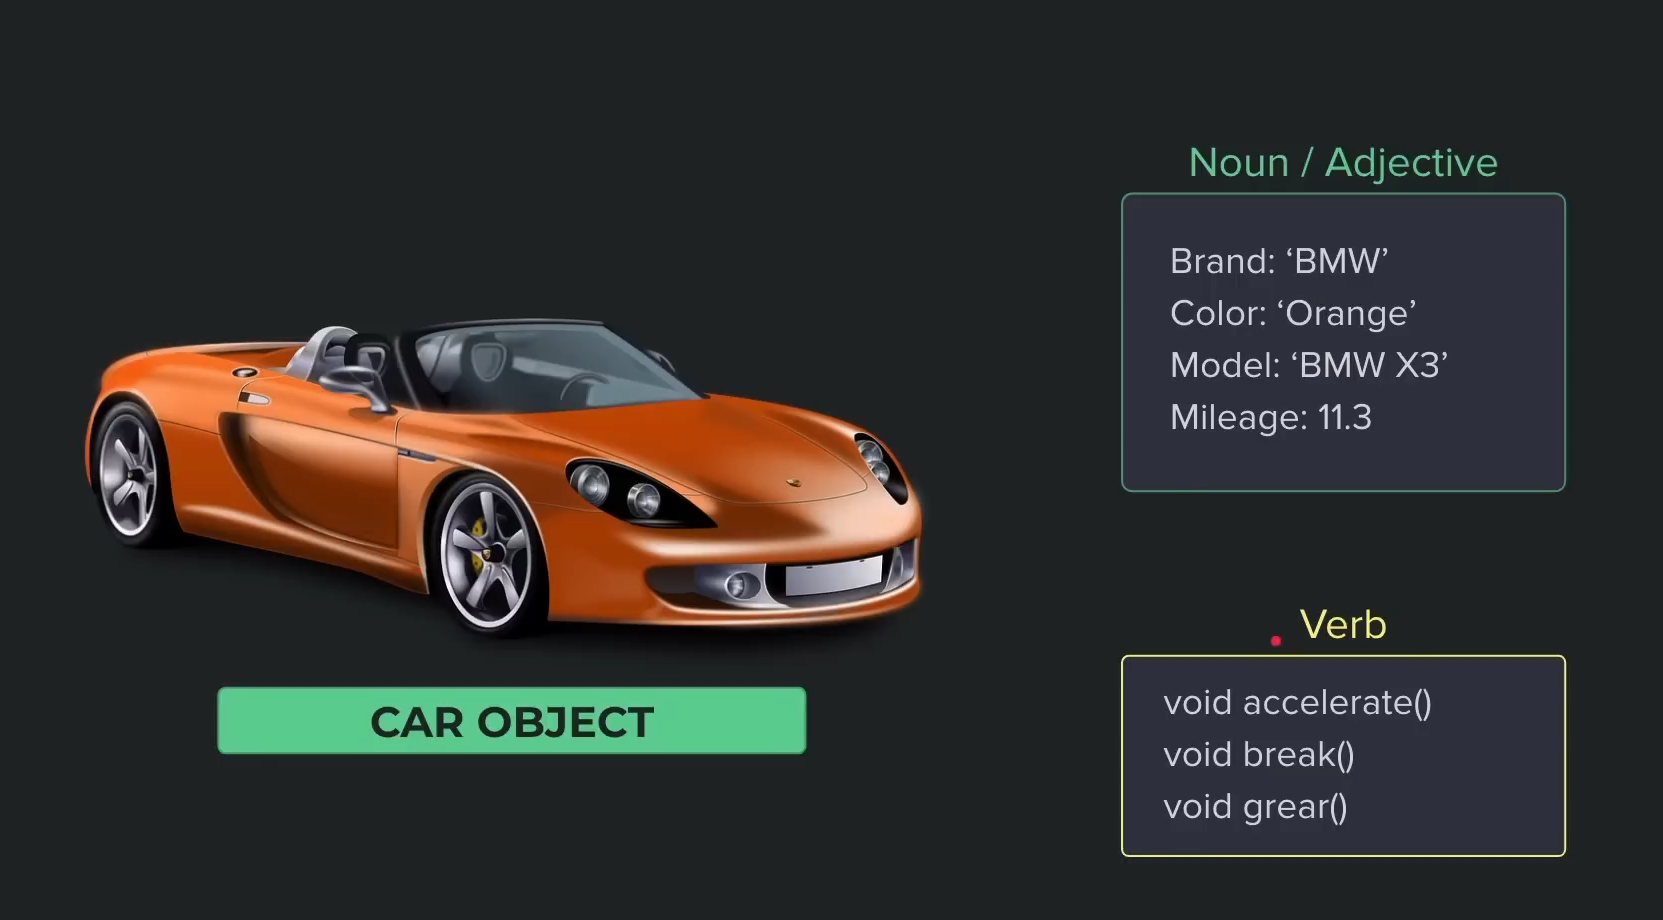 Noun / Adjective
Brand: ‘BMW’
Color: ‘Orange’
Model: ‘BMW X3’
Mileage: 11.3
CAR OBJECT
Verb
void accelerate()
void break()
void grear()